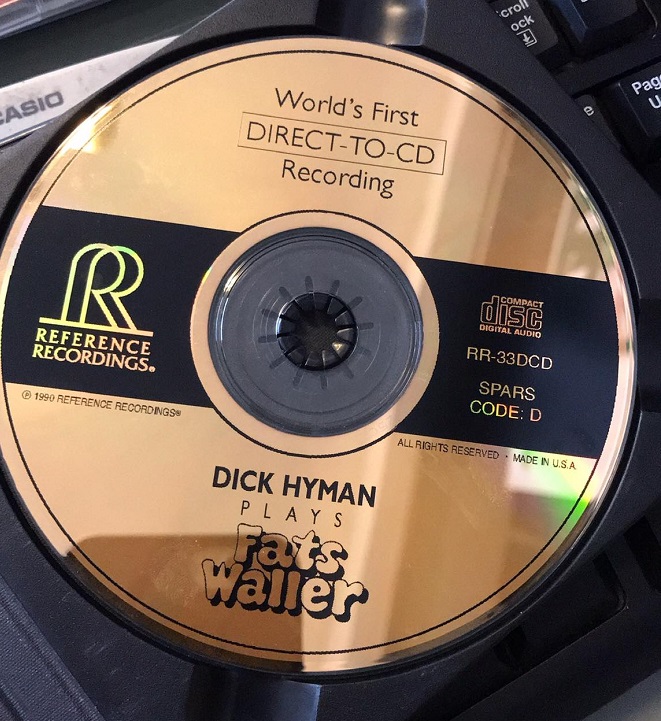 Scroll
CASIO
World's First
DIRECT-TO-CD
Recording
COMPACT
disc
DIGITAL AUDIO
REFERENCE
RECORDINGS®
RR-33DCD
SPARS
CODE: D
℗ 1990 REFERENCE RECORDINGS®
ALL RIGHTS RESERVED · MADE IN U.S.A.
DICK HYMAN
PLAYS
Fats
Waller